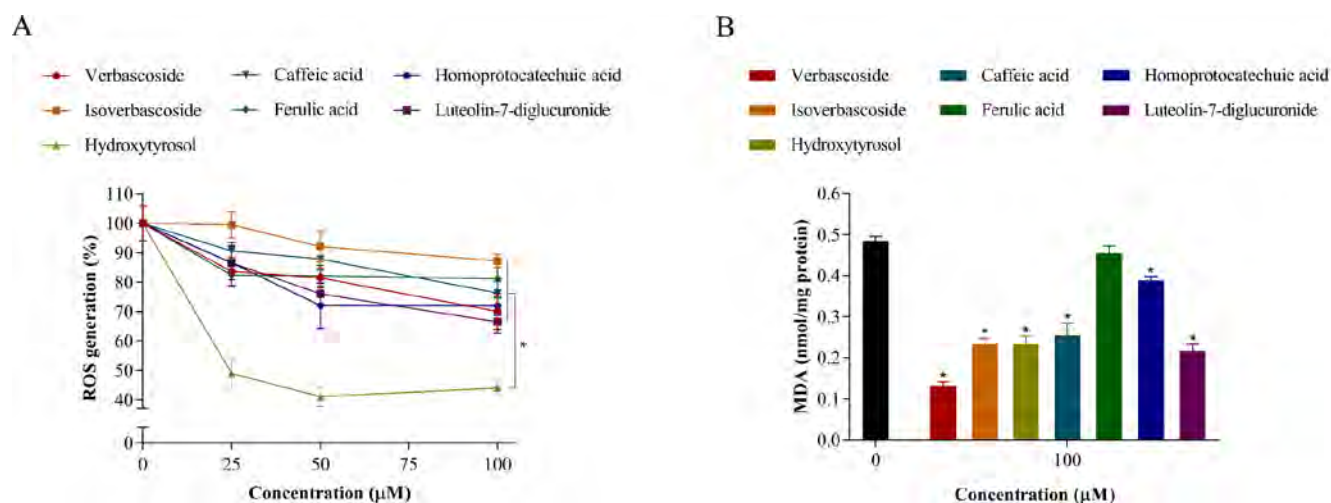 A
Verbascoside
Caffeic acid
Homoprotocatechuic acid
Isoverbascoside
Ferulic acid
Luteolin-7-diglucuronide
Hydroxytyrosol
ROS generation (%)
110
100
90
80
70
60
50
40
0
*
0 25 50 75 100
Concentration (μM)
B
Verbascoside
Caffeic acid
Homoprotocatechuic acid
Isoverbascoside
Ferulic acid
Luteolin-7-diglucuronide
Hydroxytyrosol
MDA (nmol/mg protein)
0.6
0.5
0.4
0.3
0.2
0.1
0.0
* * * * * *
0 100
Concentration (μM)